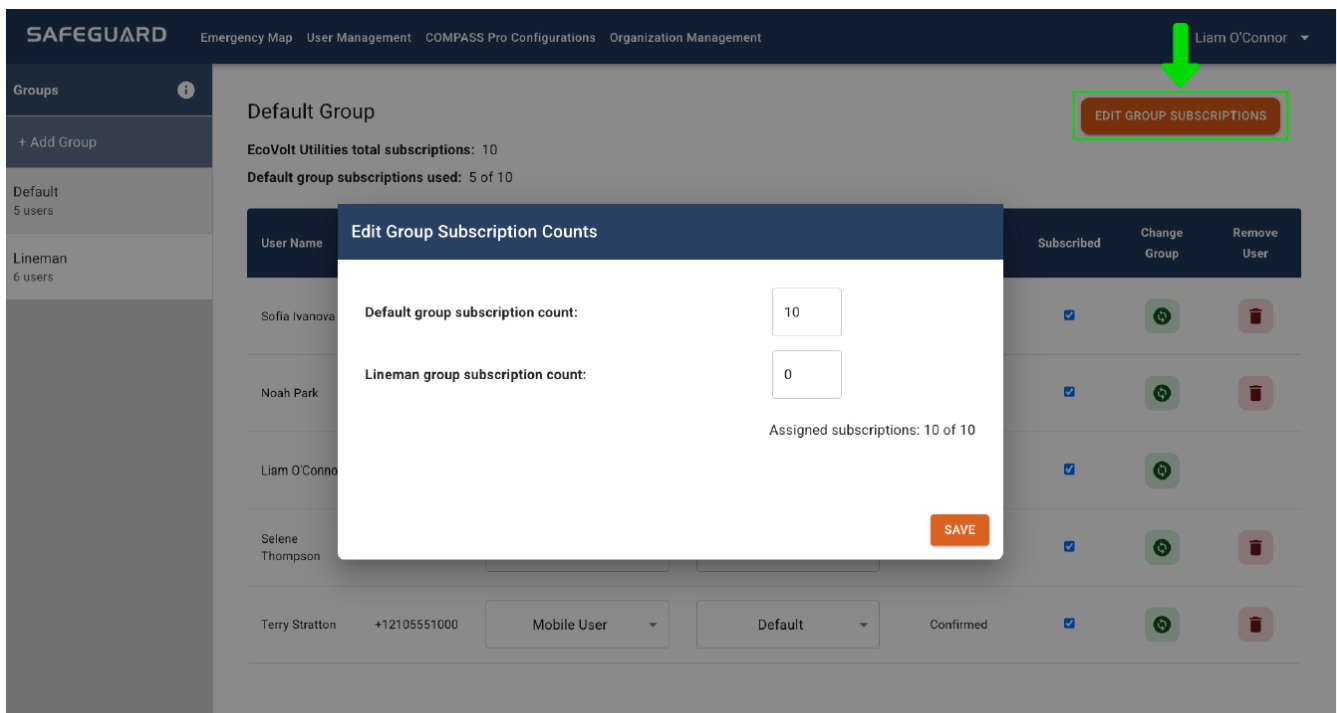 SAFEGUARD
Emergency Map User Management COMPASS Pro Configurations Organization Management
Liam O'Connor
Groups
+ Add Group
Default
5 users
Lineman
6 users
Default Group
EDIT GROUP SUBSCRIPTIONS
EcoVolt Utilities total subscriptions: 10
Default group subscriptions used: 5 of 10
User Name
Subscribed
Change
Group
Remove
User
Edit Group Subscription Counts
Default group subscription count: 10
Lineman group subscription count: 0
Assigned subscriptions: 10 of 10
SAVE
Sofia Ivanova
Noah Park
Liam O'Conno
Selene
Thompson
Terry Stratton +12105551000 Mobile User Default Confirmed